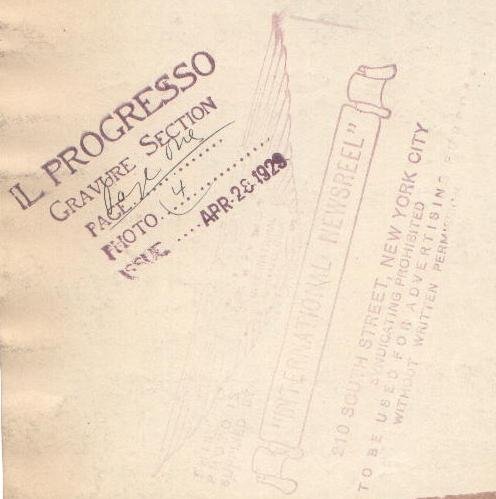 IL PROGRESSO
GRAVURE SECTION
PAGE Page one
PHOTO 4
ISSUE APR 28 1929
"INTERNATIONAL NEWSREEL"
210 SOUTH STREET, NEW YORK CITY
SYNDICATING PROHIBITED
TO BE USED FOR ADVERTISING
WITHOUT WRITTEN PERMISSION